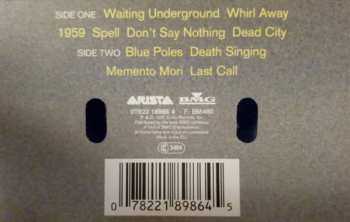 SIDE ONE Waiting Underground Whirl Away
1959 Spell Don't Say Nothing Dead City
SIDE TWO Blue Poles Death Singing
Memento Mori Last Call
ARISTA BMG
0 78221 89864 5